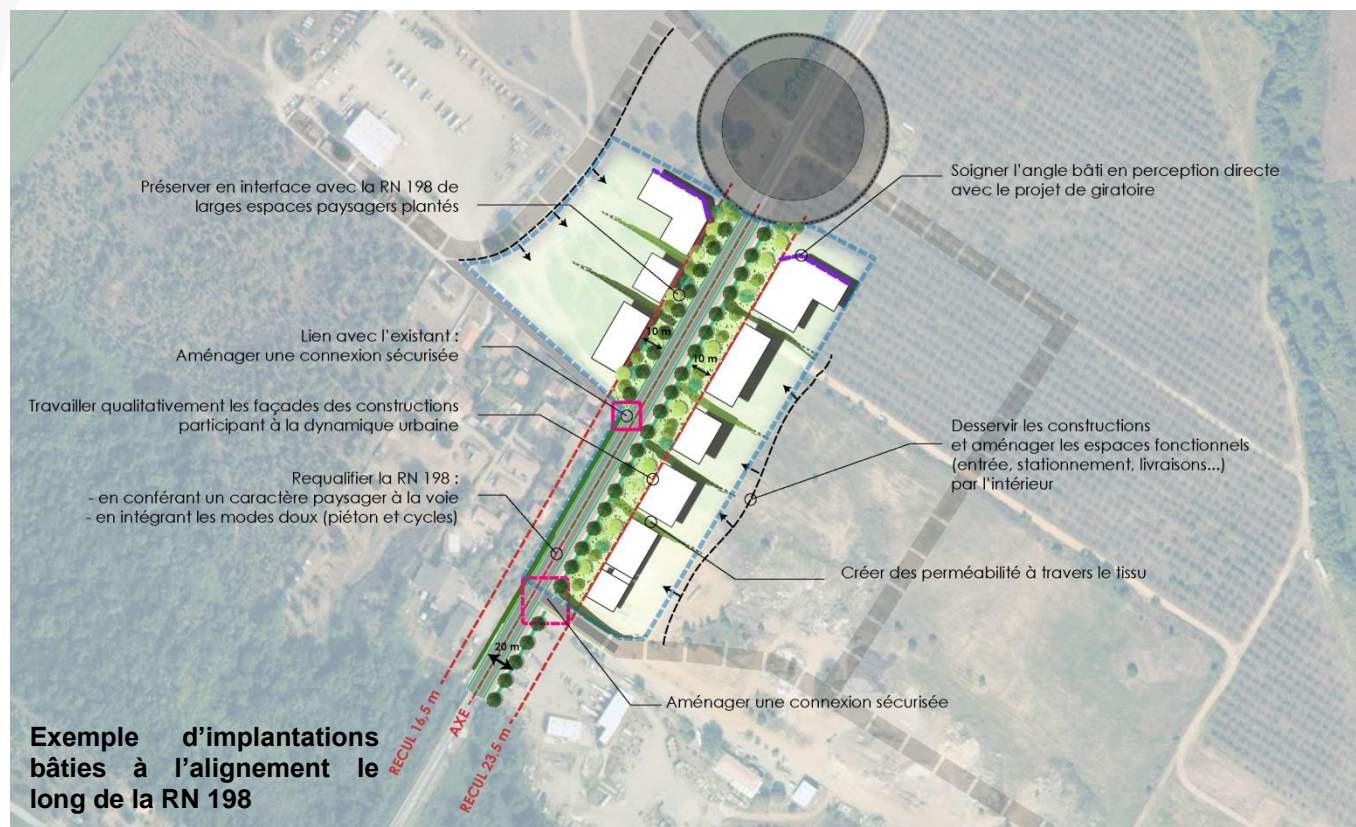 Préserver en interface avec la RN 198 de
larges espaces paysagers plantés
Soigner l'angle bâti en perception directe
avec le projet de giratoire
Lien avec l'existant :
Aménager une connexion sécurisée
10 m
10 m
Travailler qualitativement les façades des constructions
participant à la dynamique urbaine
Desservir les constructions
et aménager les espaces fonctionnels
(entrée, stationnement, livraisons...)
par l'intérieur
Requalifier la RN 198 :
- en conférant un caractère paysager à la voie
- en intégrant les modes doux (piéton et cycles)
Créer des perméabilité à travers le tissu
20 m
Aménager une connexion sécurisée
RECUL 16,5 m
AXE
RECUL 23,5 m
Exemple d'implantations
bâties à l'alignement le
long de la RN 198